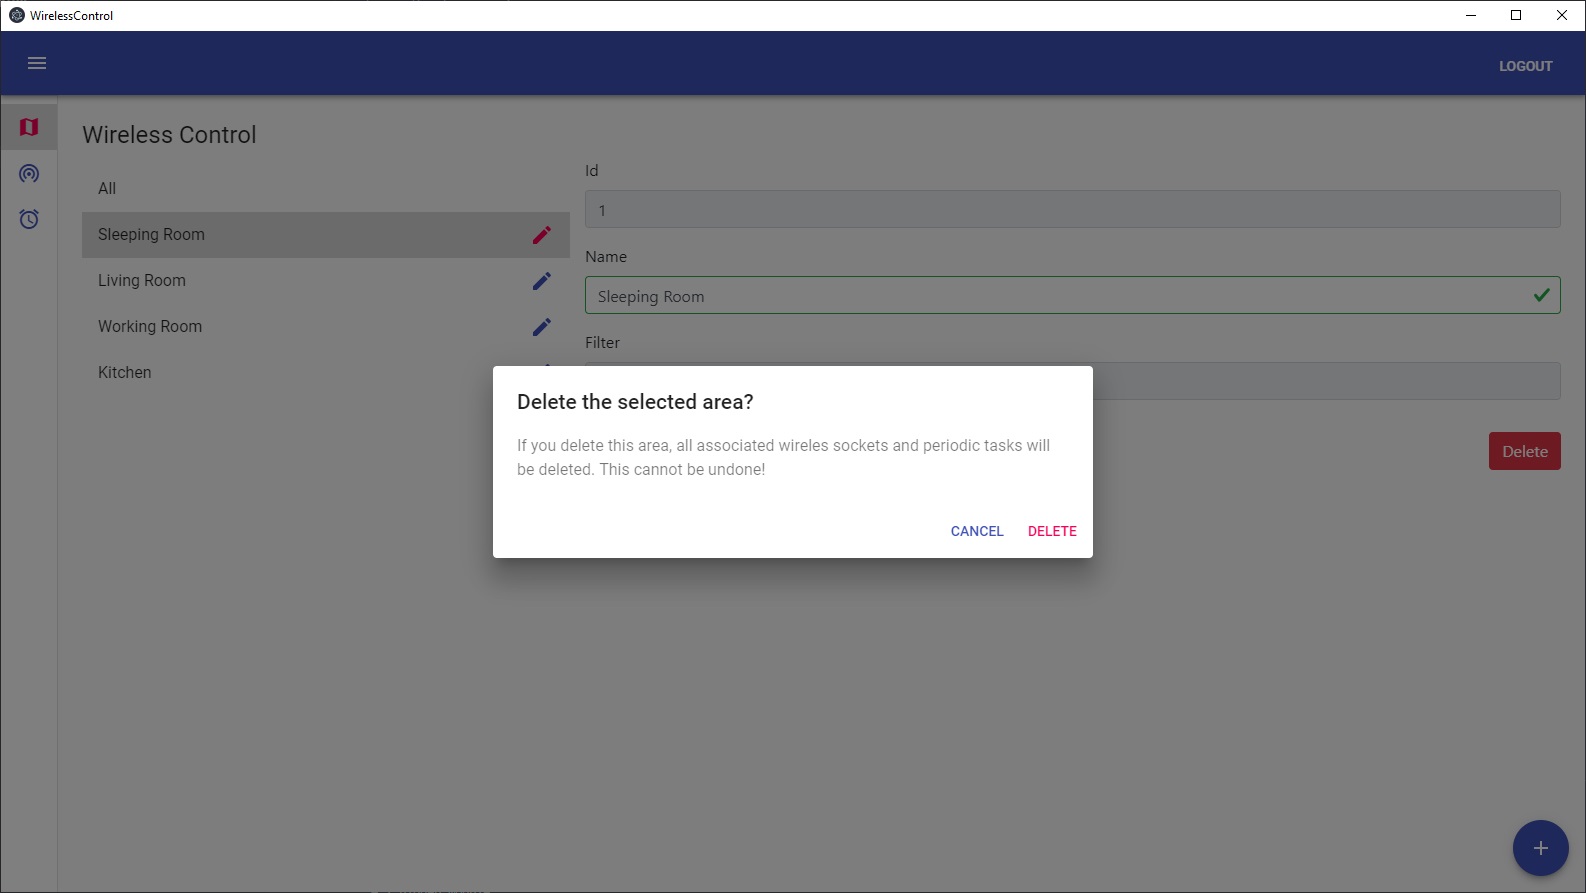 WirelessControl
LOGOUT
Wireless Control
All
Sleeping Room
Living Room
Working Room
Kitchen
Id
1
Name
Sleeping Room
Filter
Delete
Delete the selected area?
If you delete this area, all associated wireles sockets and periodic tasks will
be deleted. This cannot be undone!
CANCEL DELETE